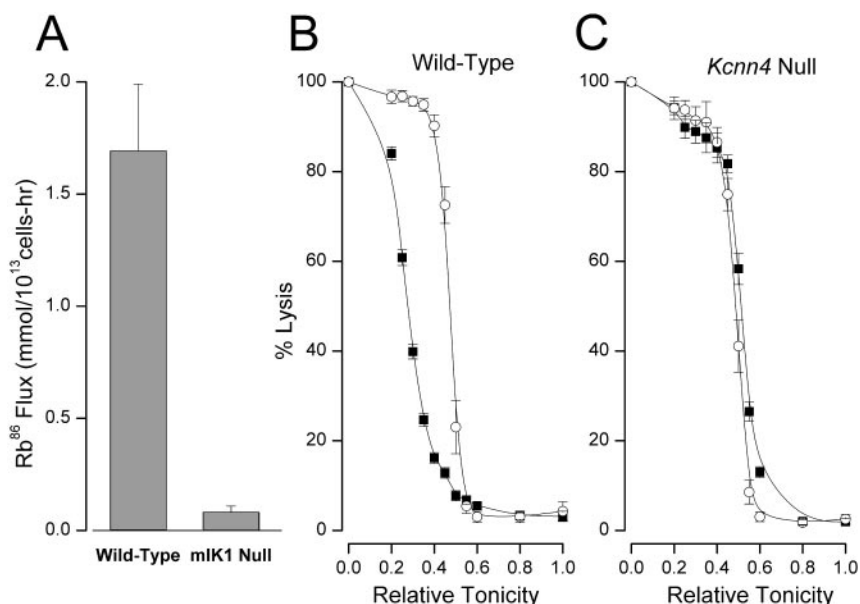 A
B
C
Wild-Type
Kcnn4 Null
Rb⁸⁶ Flux (mmol/10¹³cells-hr)
2.0
1.5
1.0
0.5
0.0
Wild-Type mIK1 Null
% Lysis
100
80
60
40
20
0
0.0 0.2 0.4 0.6 0.8 1.0
Relative Tonicity
100
80
60
40
20
0
0.0 0.2 0.4 0.6 0.8 1.0
Relative Tonicity